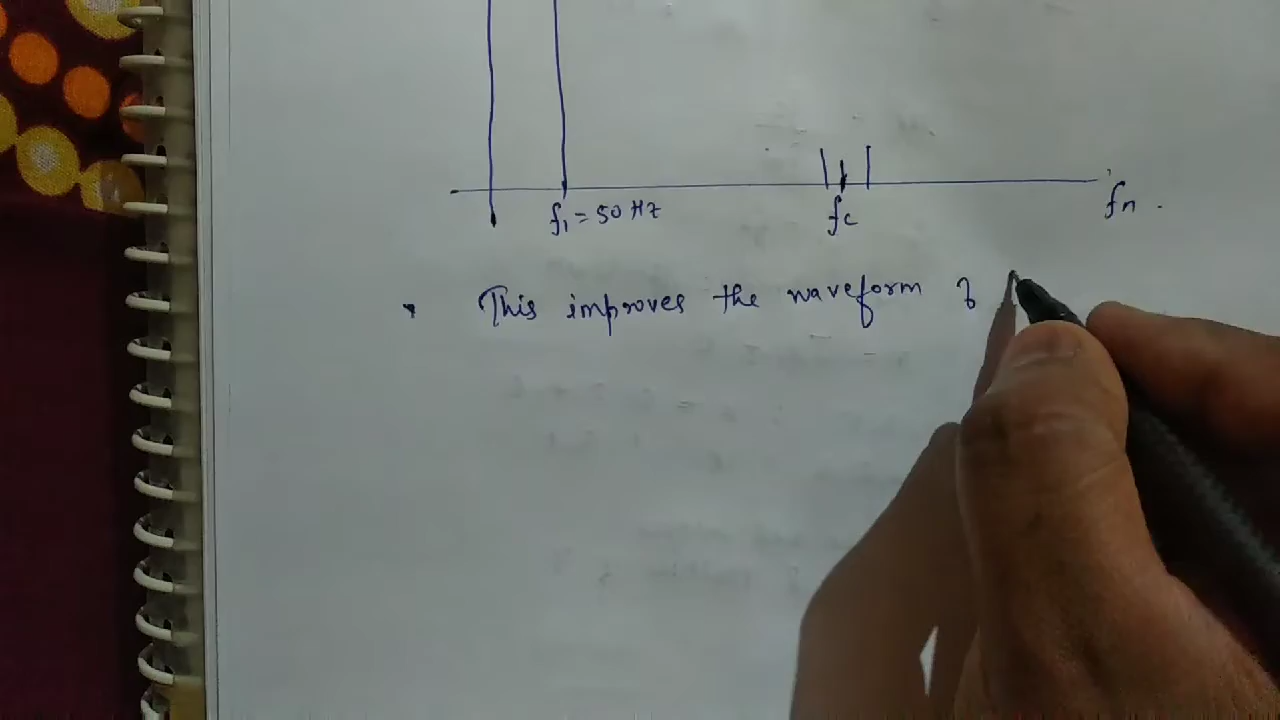 f1 = 50 Hz
fc
fn .
• This improves the waveform of